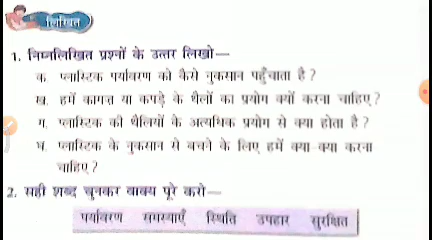 लिखित
1. निम्नलिखित प्रश्नों के उत्तर लिखो—
क. प्लास्टिक पर्यावरण को कैसे नुकसान पहुँचाता है?
ख. हमें कागज़ या कपड़े के थैलों का प्रयोग क्यों करना चाहिए?
ग. प्लास्टिक की थैलियों के अत्यधिक प्रयोग से क्या होता है?
घ. प्लास्टिक के नुकसान से बचने के लिए हमें क्या-क्या करना
चाहिए?
2. सही शब्द चुनकर वाक्य पूरे करो—
पर्यावरण समस्याएँ स्थिति उपहार सुरक्षित